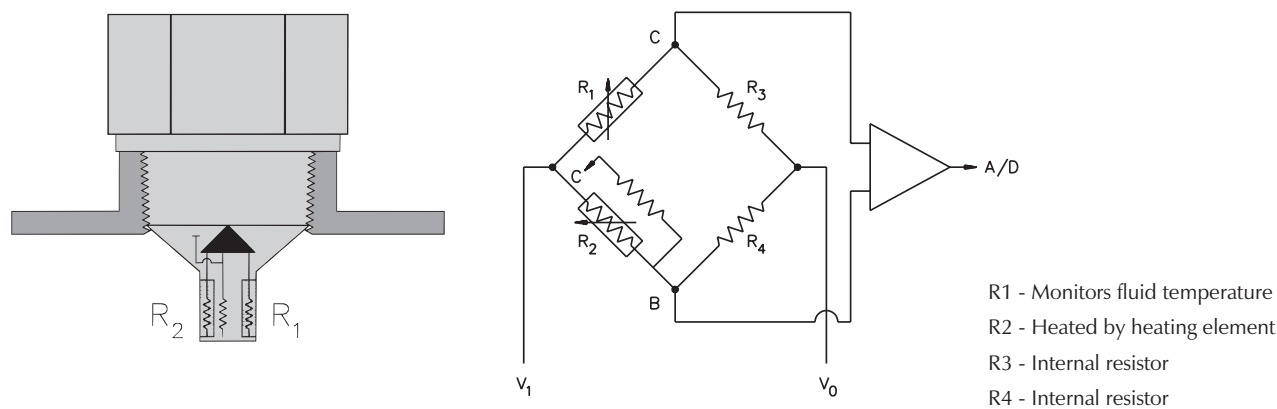 R2 R1
C
R1
R3
C
A/D
R2
R4
B
V1
V0
R1 - Monitors fluid temperature
R2 - Heated by heating element
R3 - Internal resistor
R4 - Internal resistor